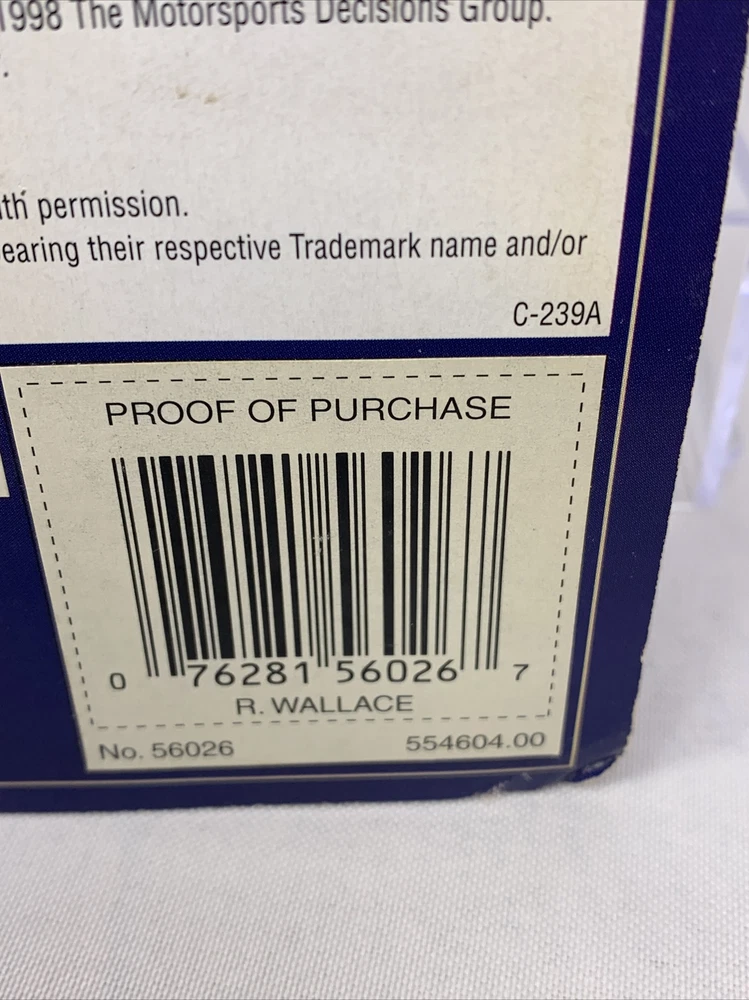 1998 The Motorsports Decisions Group.
.
ith permission.
earing their respective Trademark name and/or
C-239A
PROOF OF PURCHASE
0 76281 56026 7
R. WALLACE
No. 56026 554604.00